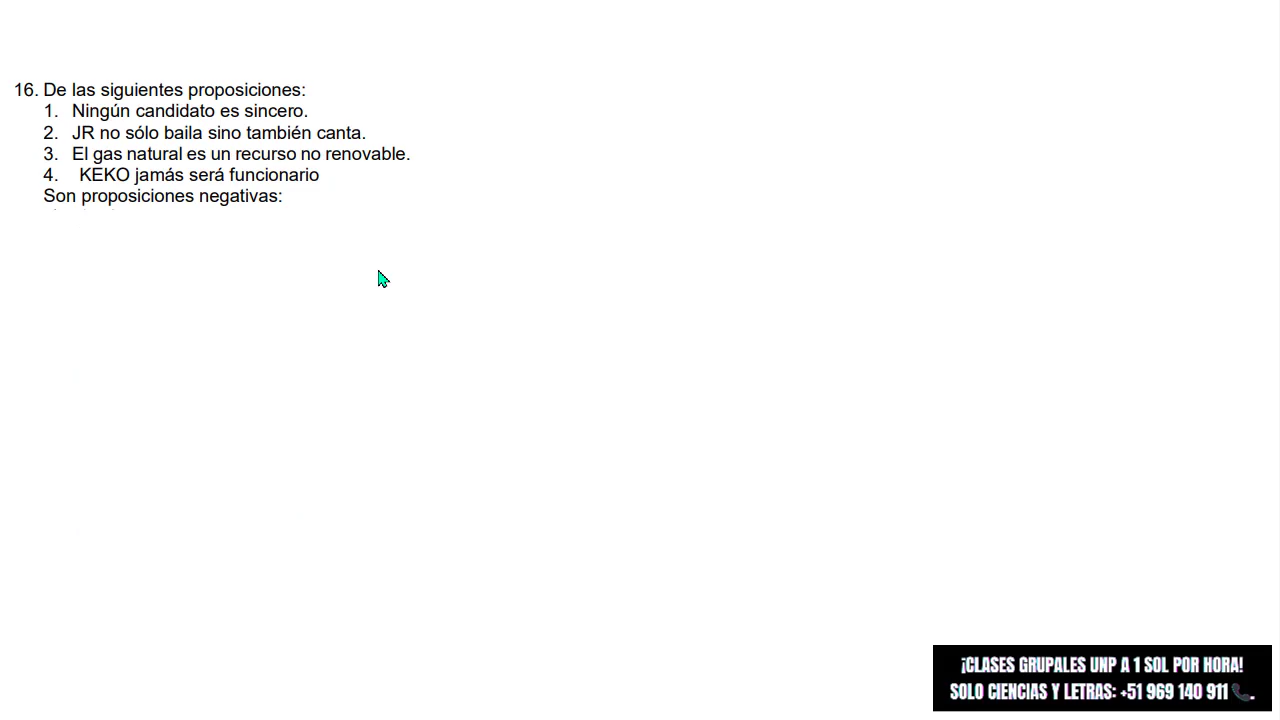 16. De las siguientes proposiciones:
1. Ningún candidato es sincero.
2. JR no sólo baila sino también canta.
3. El gas natural es un recurso no renovable.
4. KEKO jamás será funcionario
Son proposiciones negativas:
¡CLASES GRUPALES UNP A 1 SOL POR HORA!
SOLO CIENCIAS Y LETRAS: +51 969 140 911 📞.